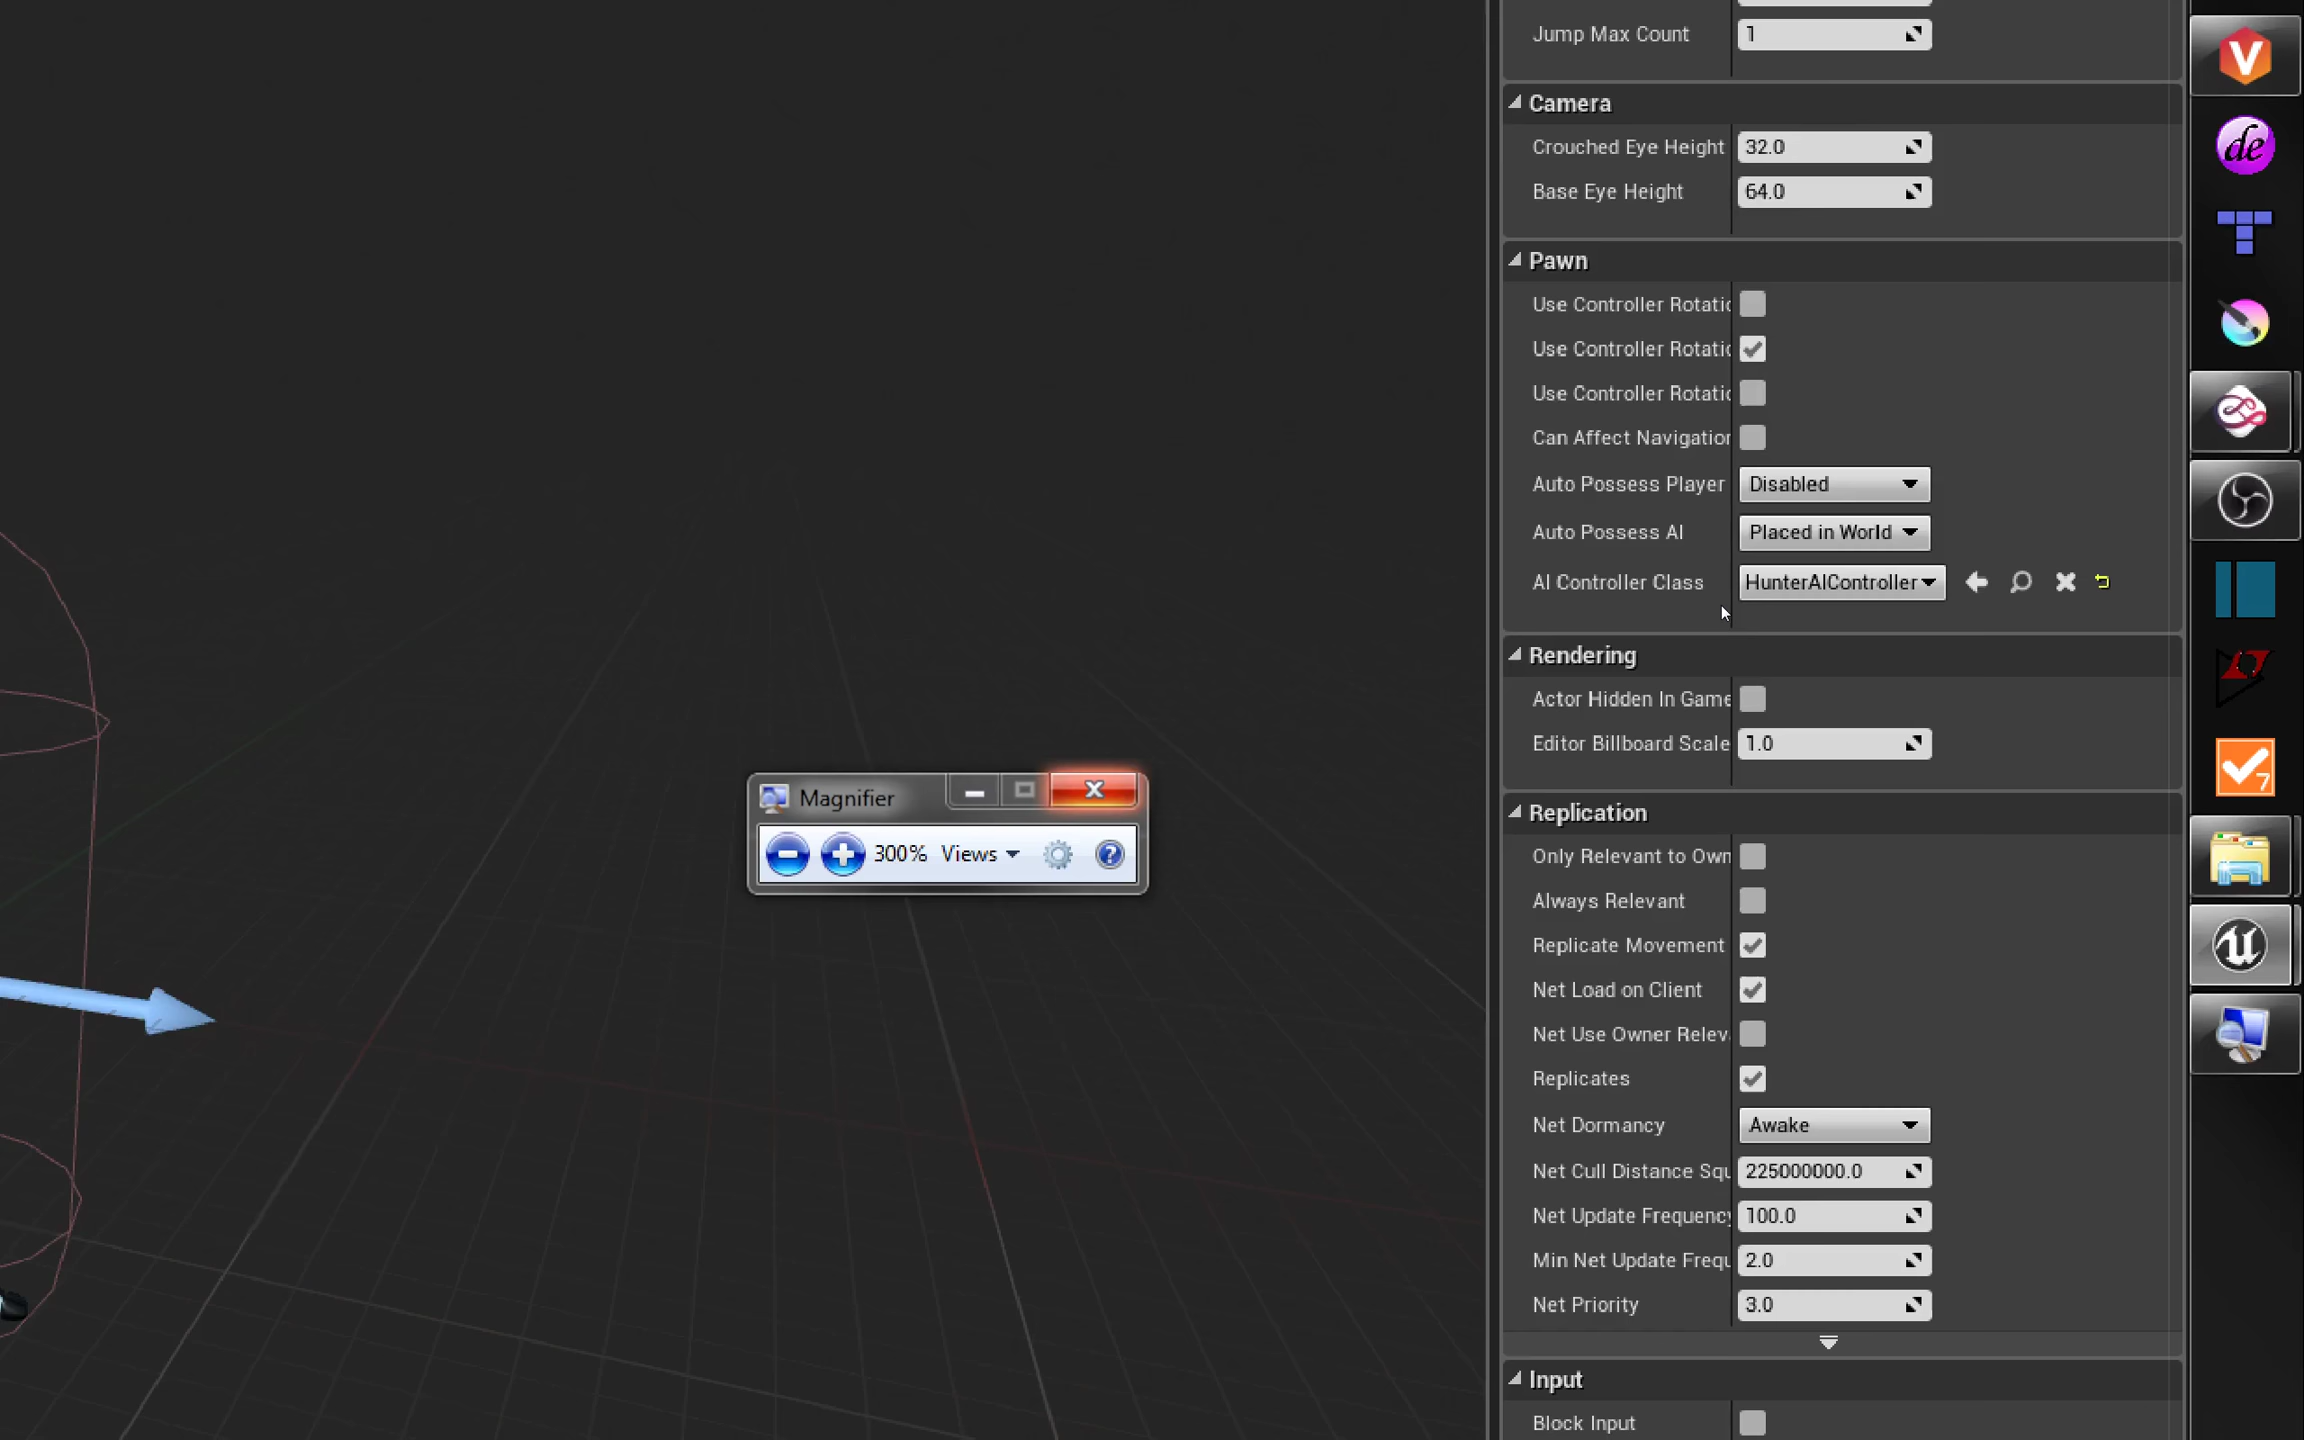 Jump Max Count 1
Camera
Crouched Eye Height 32.0
Base Eye Height 64.0
Pawn
Use Controller Rotatic
Use Controller Rotatic
Use Controller Rotatic
Can Affect Navigation
Auto Possess Player Disabled
Auto Possess AI Placed in World
AI Controller Class HunterAIController
Rendering
Actor Hidden In Game
Editor Billboard Scale 1.0
Magnifier
300% Views
Replication
Only Relevant to Own
Always Relevant
Replicate Movement
Net Load on Client
Net Use Owner Relev
Replicates
Net Dormancy Awake
Net Cull Distance Squ 225000000.0
Net Update Frequency 100.0
Min Net Update Frequ 2.0
Net Priority 3.0
Input
Block Input
V
de
7